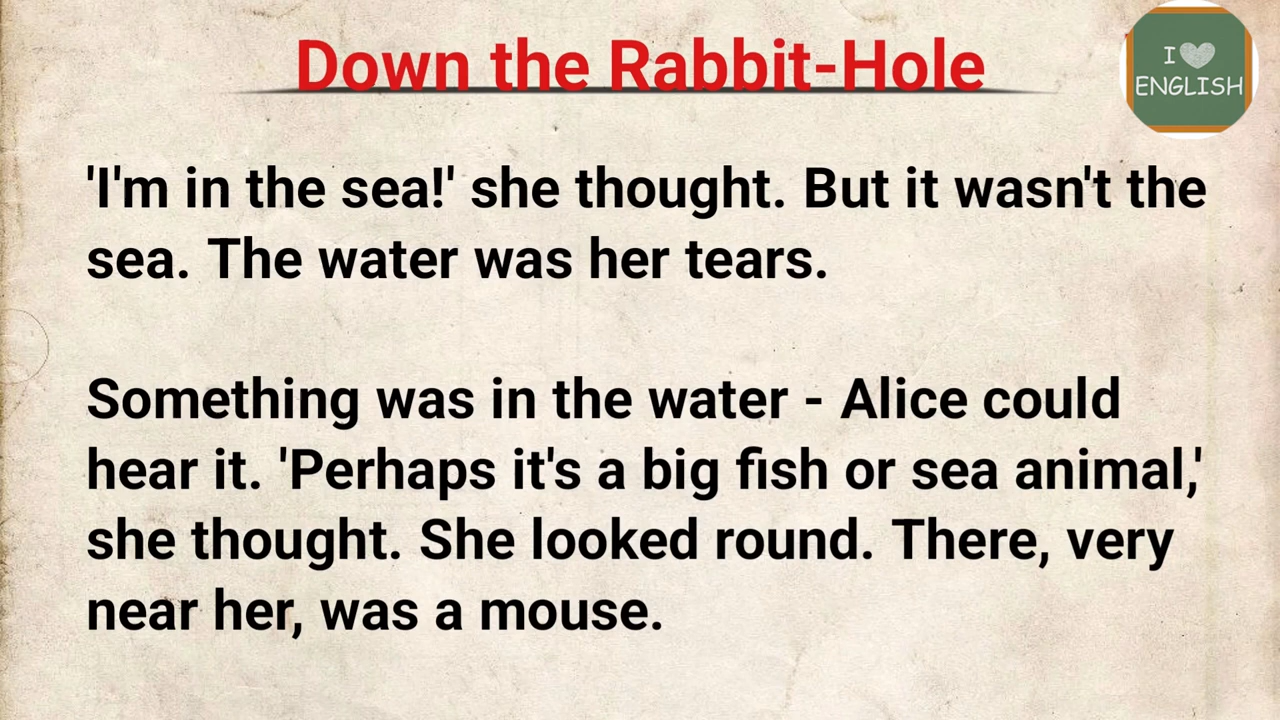 Down the Rabbit-Hole
I
ENGLISH
'I'm in the sea!' she thought. But it wasn't the
sea. The water was her tears.
Something was in the water - Alice could
hear it. 'Perhaps it's a big fish or sea animal,'
she thought. She looked round. There, very
near her, was a mouse.